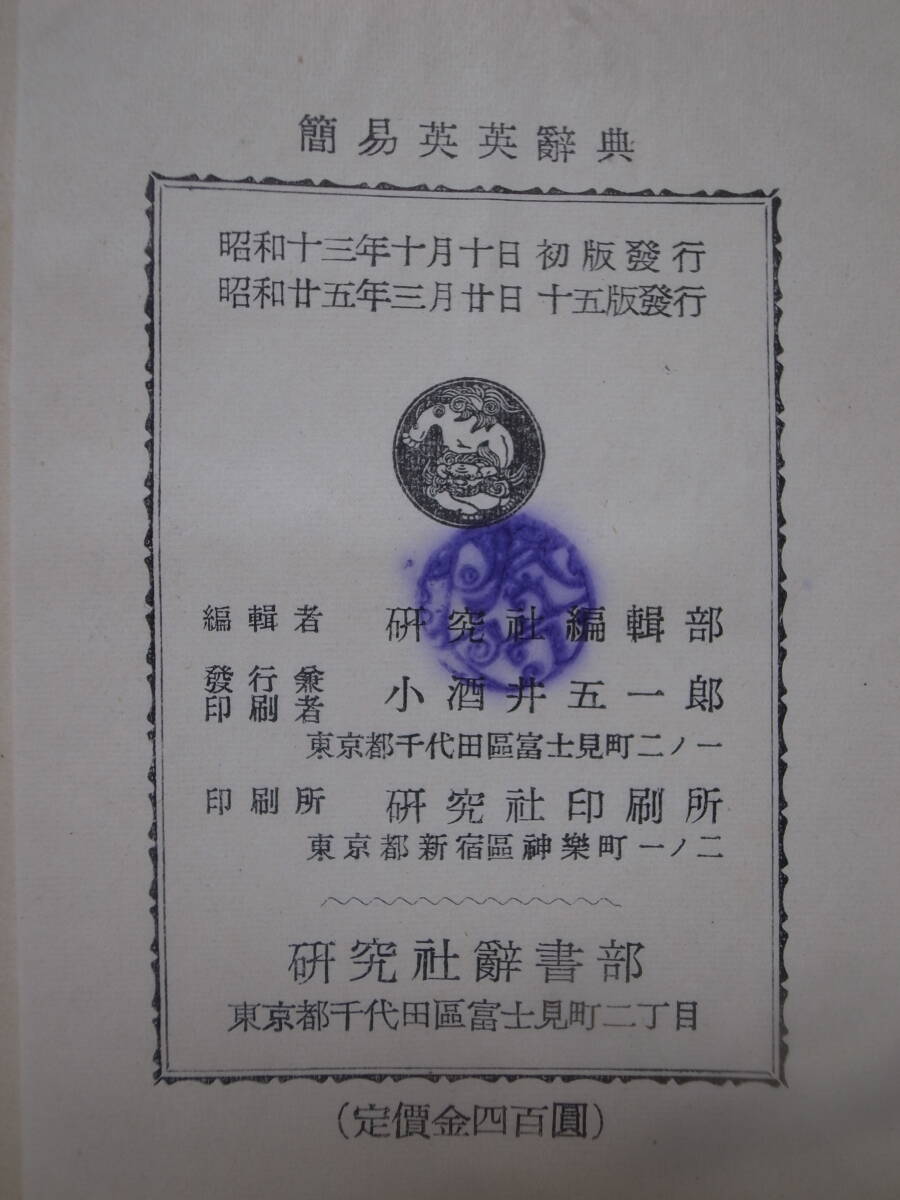 簡易英英辭典
昭和十三年十月十日 初版發行
昭和廿五年三月廿日 十五版發行
編輯者 硏究社編輯部
發行兼印刷者 小酒井五一郎
東京都千代田區富士見町二ノ一
印刷所 硏究社印刷所
東京都新宿區神樂町一ノ二
硏究社辭書部
東京都千代田區富士見町二丁目
(定價金四百圓)